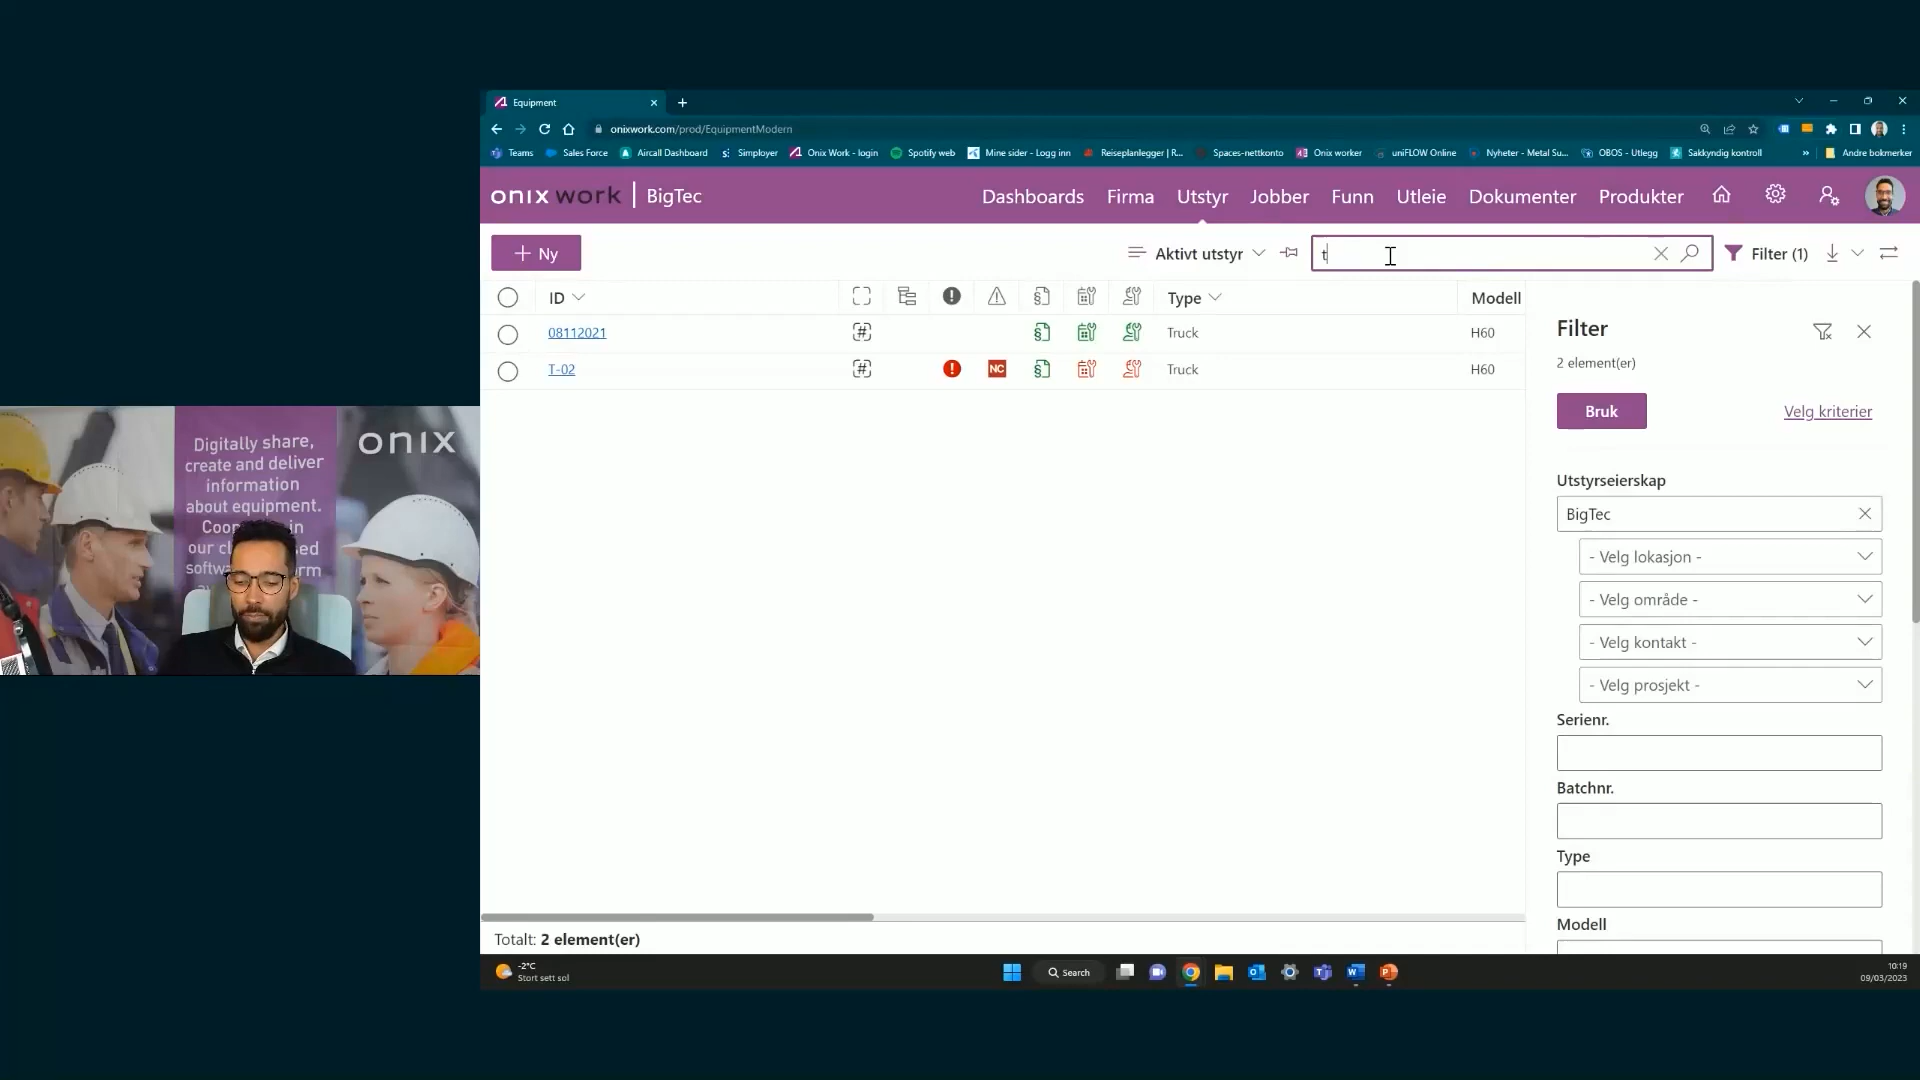 Equipment
onixwork.com/prod/EquipmentModern
Teams Sales Force Aircall Dashboard Simployer Onix Work - login Spotify web Mine sider - Logg inn Reiseplanlegger | R... Spaces-nettkonto Onix worker uniFLOW Online Nyheter - Metal Su... OBOS - Utlegg Sakkyndig kontroll » Andre bokmerker
onix work | BigTec Dashboards Firma Utstyr Jobber Funn Utleie Dokumenter Produkter
+ Ny Aktivt utstyr t Filter (1)
ID Type Modell
08112021 Truck H60
T-02 NC Truck H60
Filter
2 element(er)
Bruk Velg kriterier
Utstyrseierskap
BigTec
- Velg lokasjon -
- Velg område -
- Velg kontakt -
- Velg prosjekt -
Serienr.
Batchnr.
Type
Modell
Totalt: 2 element(er)
-2°C
Stort sett sol
Search
10:19
09/03/2023
Digitally share,
create and deliver
information
about equipment.
in
our
onix